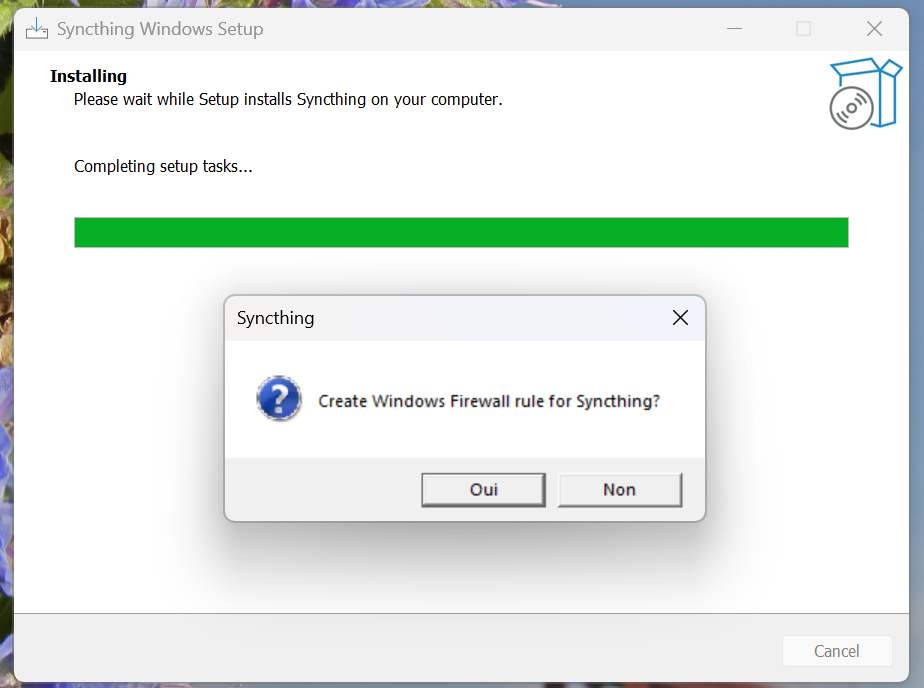 Syncthing Windows Setup
Installing
Please wait while Setup installs Syncthing on your computer.
Completing setup tasks...
Syncthing
Create Windows Firewall rule for Syncthing?
Oui
Non
Cancel